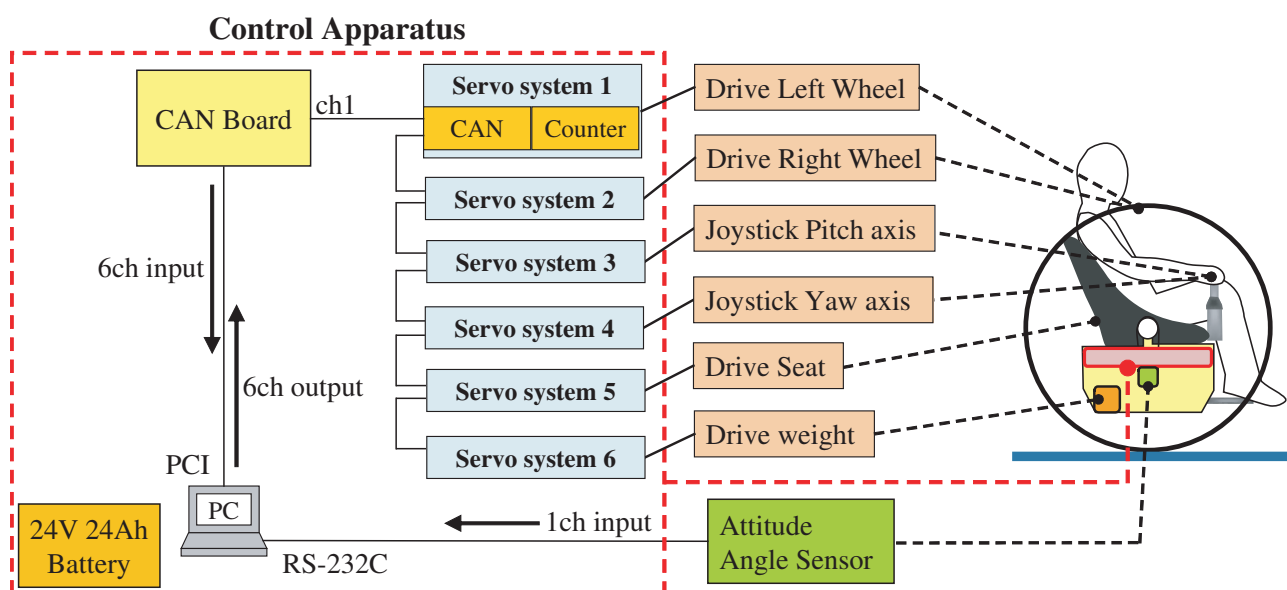 Control Apparatus
CAN Board
ch1
Servo system 1
CAN
Counter
Servo system 2
Servo system 3
Servo system 4
Servo system 5
Servo system 6
Drive Left Wheel
Drive Right Wheel
Joystick Pitch axis
Joystick Yaw axis
Drive Seat
Drive weight
6ch input
6ch output
PCI
PC
24V 24Ah
Battery
RS-232C
1ch input
Attitude
Angle Sensor